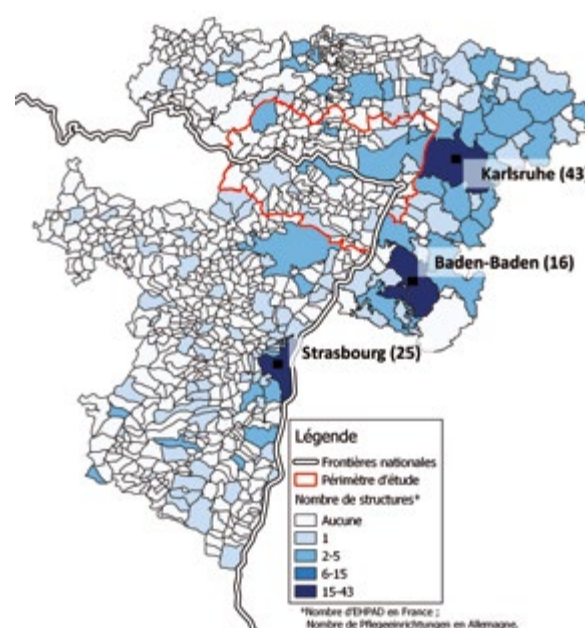 Karlsruhe (43)
Baden-Baden (16)
Strasbourg (25)
Légende
Frontières nationales
Périmètre d'étude
Nombre de structures*
Aucune
1
2-5
6-15
15-43
*Nombre d'EHPAD en France ;
Nombre de Pflegeeinrichtungen en Allemagne.